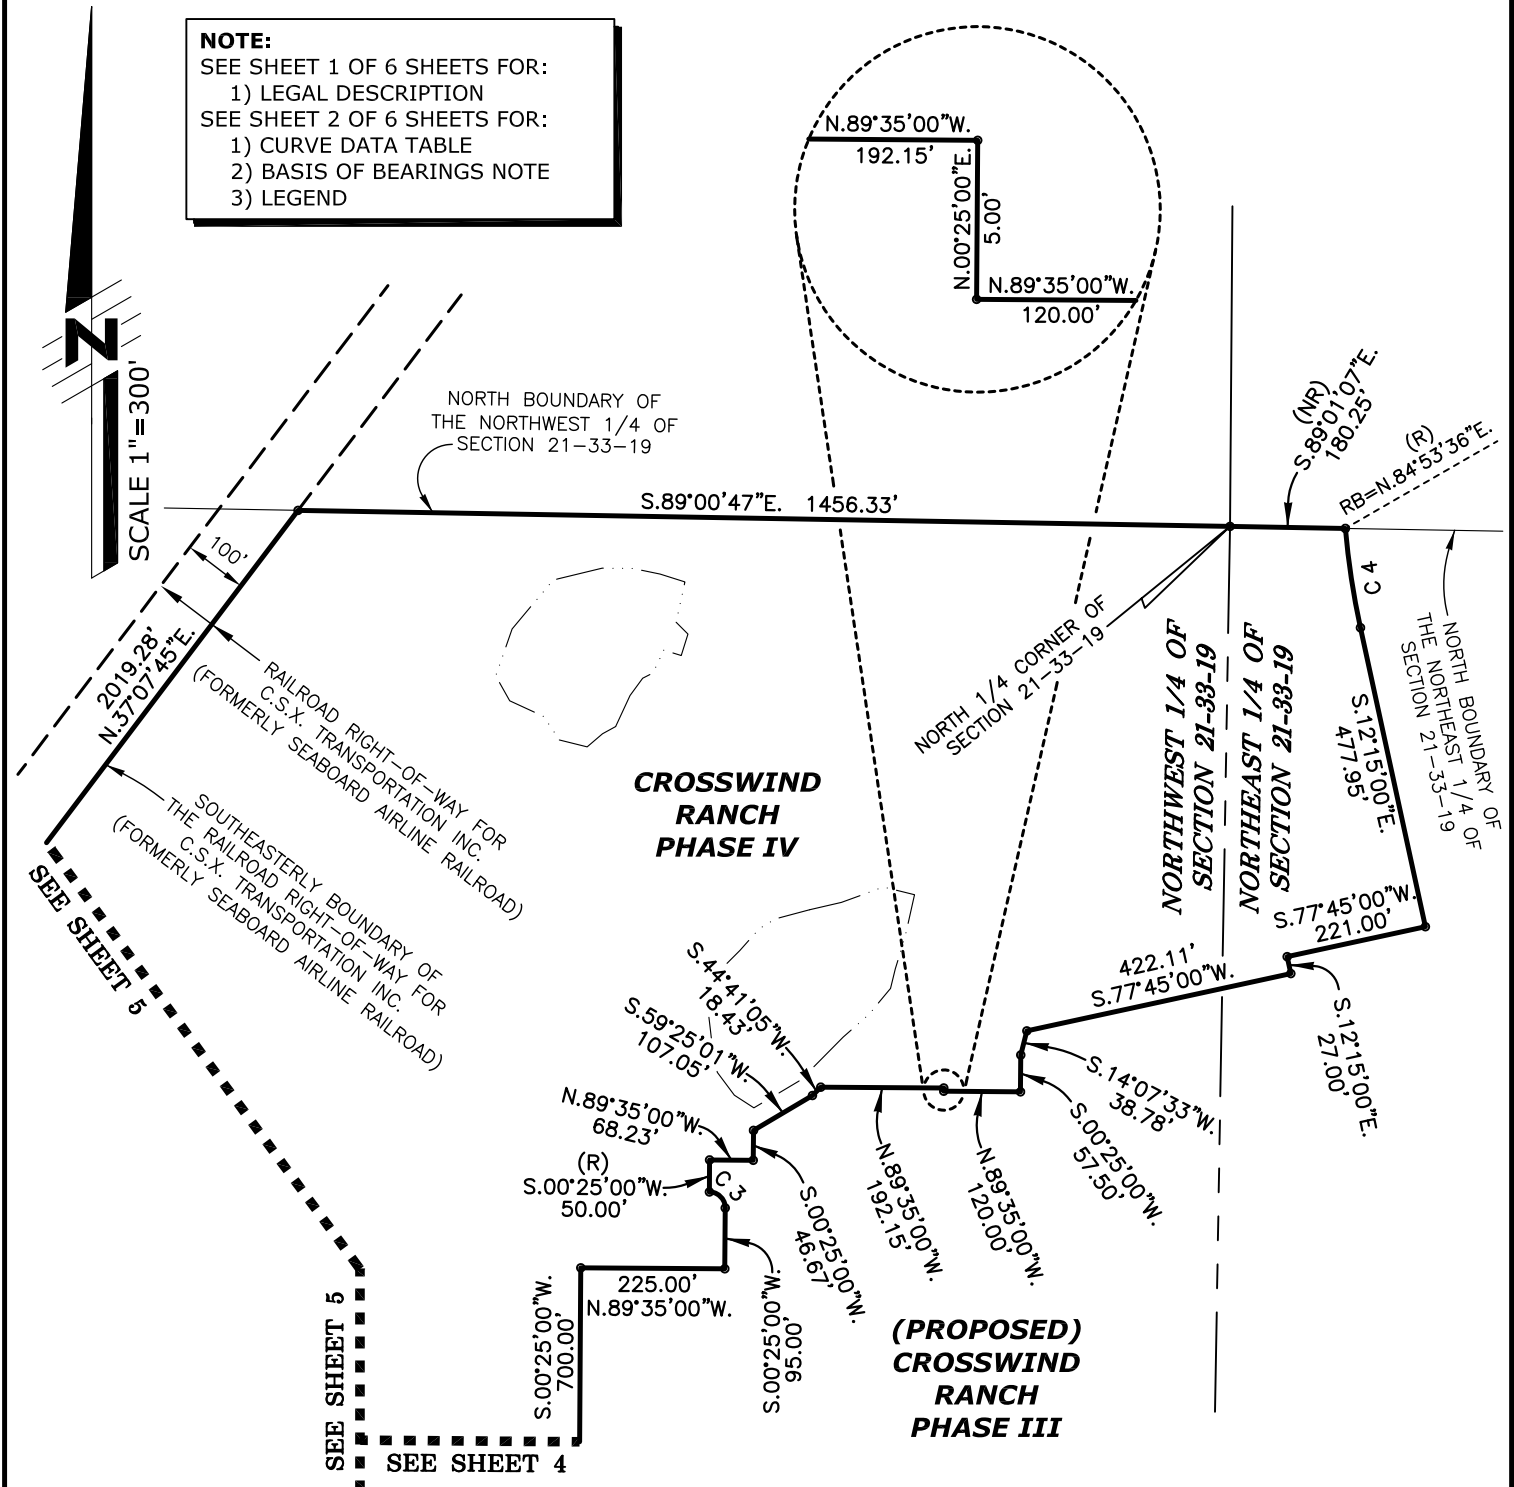 NOTE:
SEE SHEET 1 OF 6 SHEETS FOR:
1) LEGAL DESCRIPTION
SEE SHEET 2 OF 6 SHEETS FOR:
1) CURVE DATA TABLE
2) BASIS OF BEARINGS NOTE
3) LEGEND
N
SCALE 1"=300'
N.89°35'00"W.
192.15'
N.00°25'00"E.
5.00'
N.89°35'00"W.
120.00'
NORTH BOUNDARY OF
THE NORTHWEST 1/4 OF
SECTION 21-33-19
S.89°00'47"E. 1456.33'
(NR)
S.89°01'07"E.
180.25'
(R)
RB=N.84°53'36"E.
100'
2019.28'
N.37°07'45"E.
RAILROAD RIGHT-OF-WAY FOR
C.S.X. TRANSPORTATION INC.
(FORMERLY SEABOARD AIRLINE RAILROAD)
SOUTHEASTERLY BOUNDARY OF
THE RAILROAD RIGHT-OF-WAY FOR
C.S.X. TRANSPORTATION INC.
(FORMERLY SEABOARD AIRLINE RAILROAD)
NORTH 1/4 CORNER OF
SECTION 21-33-19
NORTHWEST 1/4 OF
SECTION 21-33-19
NORTHEAST 1/4 OF
SECTION 21-33-19
C 4
NORTH BOUNDARY OF
THE NORTHEAST 1/4 OF
SECTION 21-33-19
S.12°15'00"E.
477.95'
CROSSWIND
RANCH
PHASE IV
S.77°45'00"W.
221.00'
422.11'
S.77°45'00"W.
S.12°15'00"E.
27.00'
S.14°07'33"W.
38.78'
S.00°25'00"W.
57.50'
N.89°35'00"W.
120.00'
N.89°35'00"W.
192.15'
S.44°41'05"W.
18.43'
S.59°25'01"W.
107.05'
S.00°25'00"W.
46.67'
N.89°35'00"W.
68.23'
(R)
S.00°25'00"W.
50.00'
C 3
S.00°25'00"W.
95.00'
225.00'
N.89°35'00"W.
S.00°25'00"W.
700.00'
SEE SHEET 5
SEE SHEET 5
SEE SHEET 4
(PROPOSED)
CROSSWIND
RANCH
PHASE III